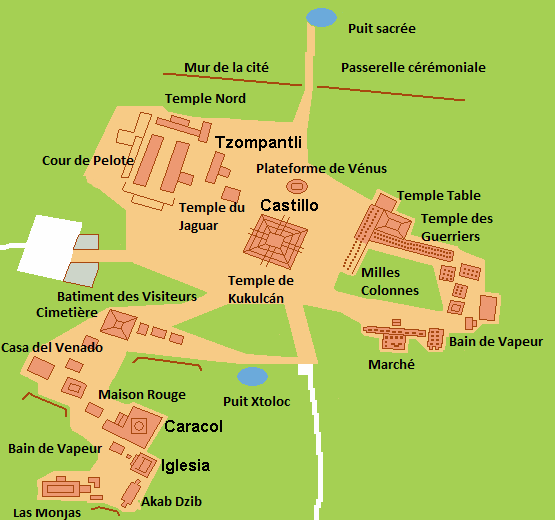 Puit sacrée
Mur de la cité
Passerelle cérémoniale
Temple Nord
Tzompantli
Cour de Pelote
Plateforme de Vénus
Temple Table
Castillo
Temple du
Jaguar
Temple des
Guerriers
Milles
Colonnes
Temple de
Kukulcán
Batiment des Visiteurs
Cimetière
Bain de Vapeur
Casa del Venado
Marché
Maison Rouge
Puit Xtoloc
Caracol
Bain de Vapeur
Iglesia
Akab Dzib
Las Monjas